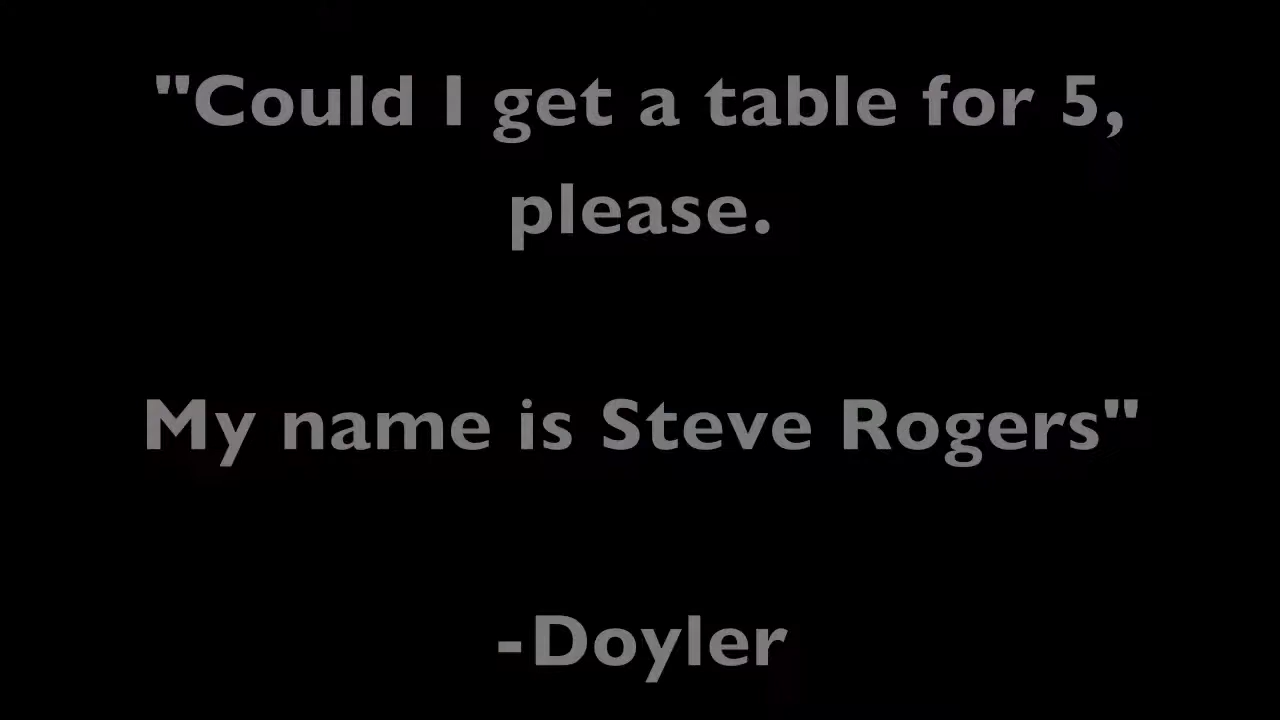 "Could I get a table for 5,
please.
My name is Steve Rogers"
-Doyler